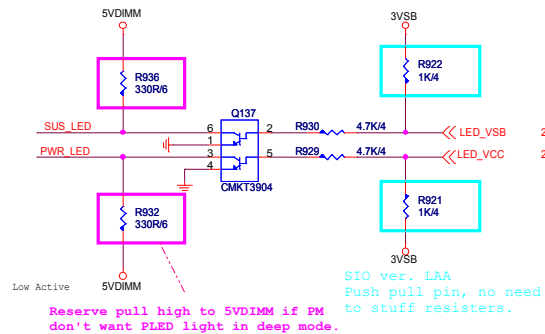 5VDIMM
3VSB
R936
330R/6
R922
1K/4
Q137
SUS_LED
6
2
R930
4.7K/4
LED_VSB
2
1
PWR_LED
3
5
R929
4.7K/4
LED_VCC
2
4
CMKT3904
R932
330R/6
R921
1K/4
3VSB
Low Active
5VDIMM
SIO ver. LAA
Push pull pin, no need
to stuff resisters.
Reserve pull high to 5VDIMM if PM
don't want PLED light in deep mode.